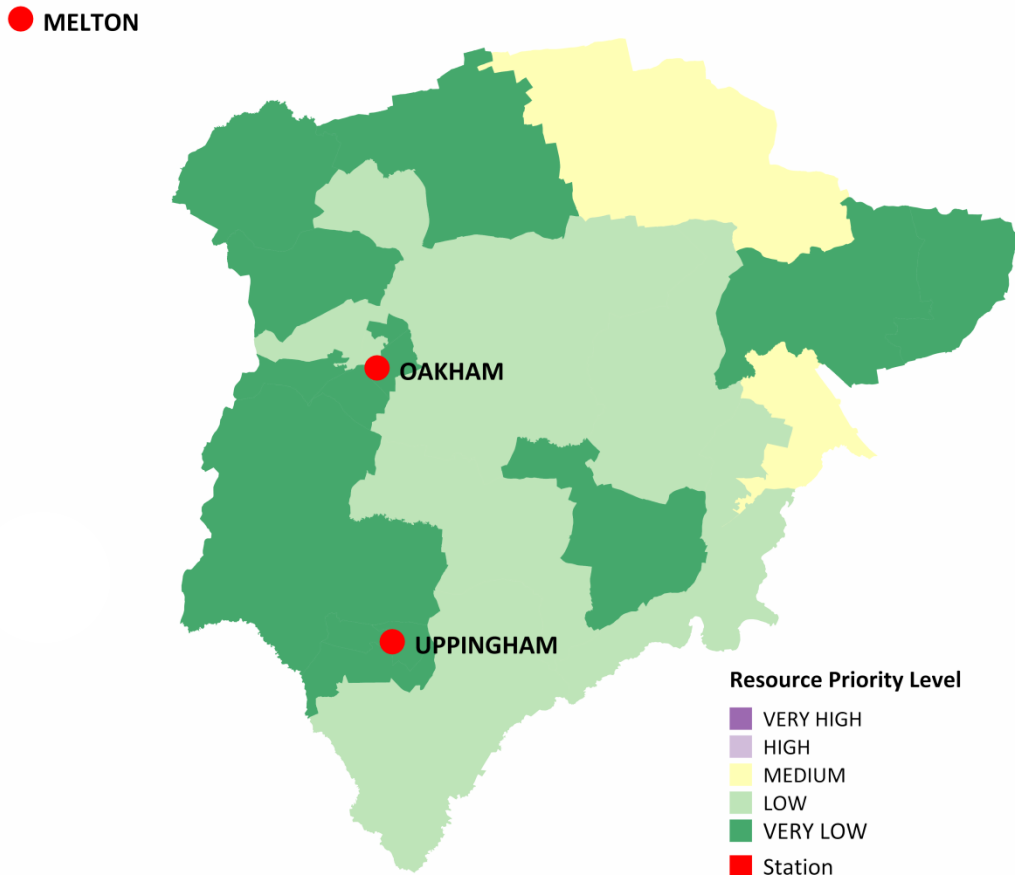 MELTON
OAKHAM
UPPINGHAM
Resource Priority Level
VERY HIGH
HIGH
MEDIUM
LOW
VERY LOW
Station